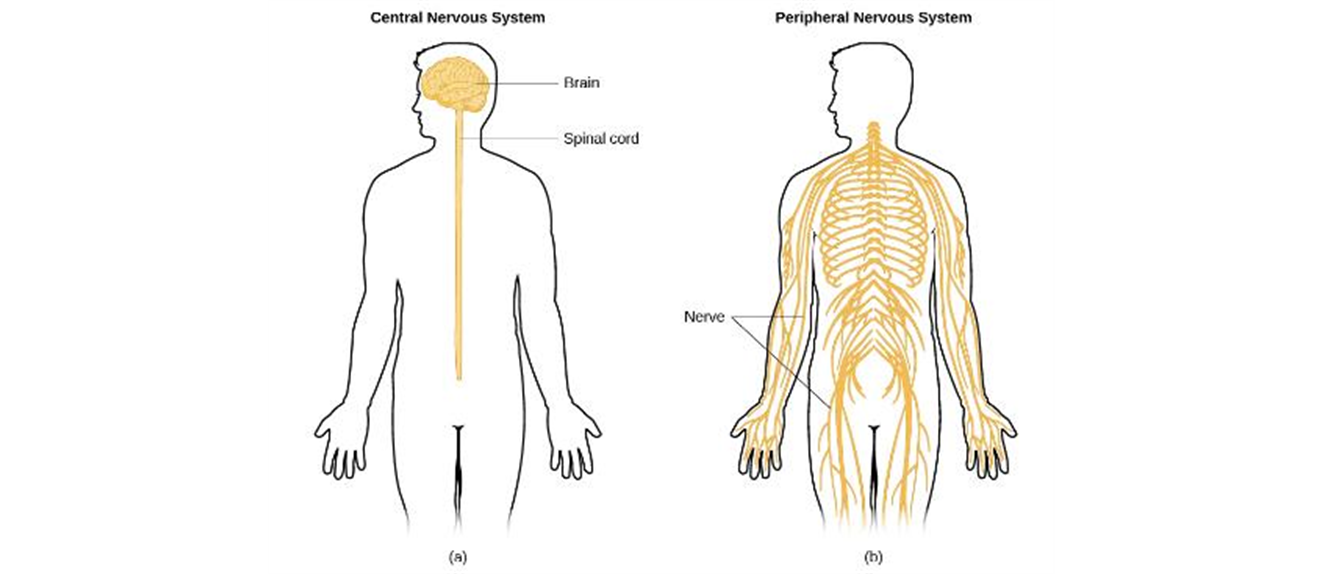 Central Nervous System
Brain
Spinal cord
(a)
Peripheral Nervous System
Nerve
(b)